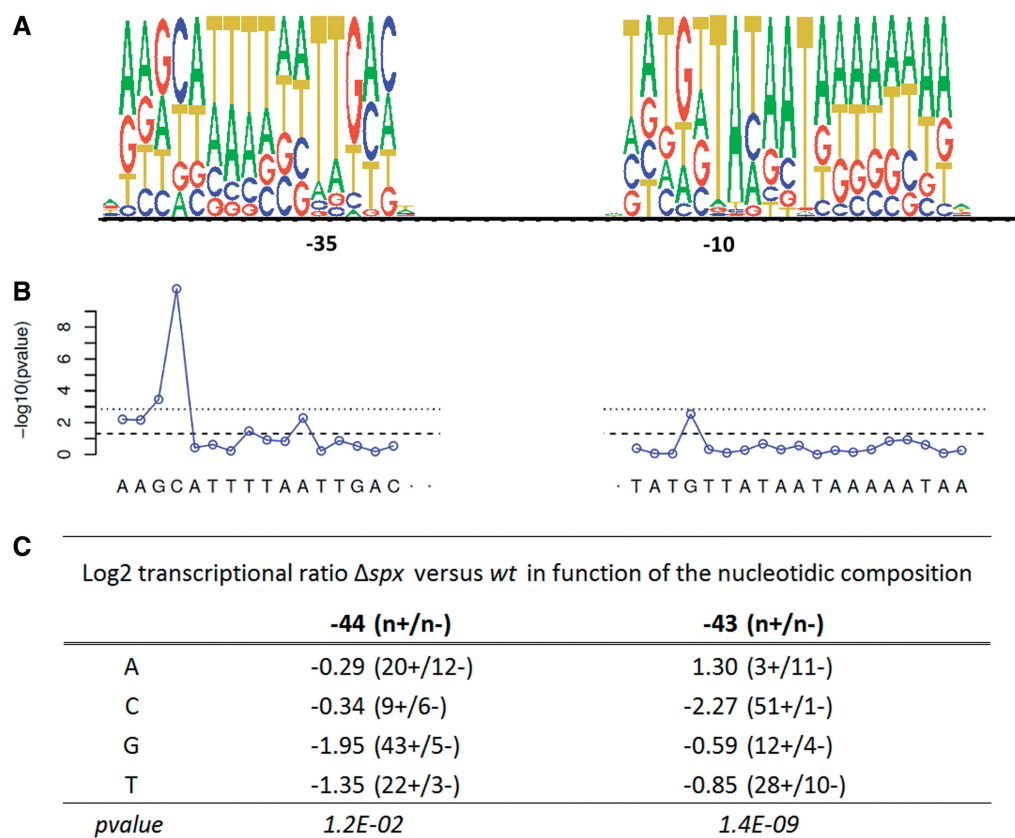 A
-35
-10
B
-log10(pvalue)
8
6
4
2
0
A A G C A T T T T A A T T G A C · ·
· T A T G T T A T A A T A A A A A T A A
C
Log2 transcriptional ratio Δspx versus wt in function of the nucleotidic composition
-44 (n+/n-) -43 (n+/n-)
A -0.29 (20+/12-) 1.30 (3+/11-)
C -0.34 (9+/6-) -2.27 (51+/1-)
G -1.95 (43+/5-) -0.59 (12+/4-)
T -1.35 (22+/3-) -0.85 (28+/10-)
pvalue 1.2E-02 1.4E-09